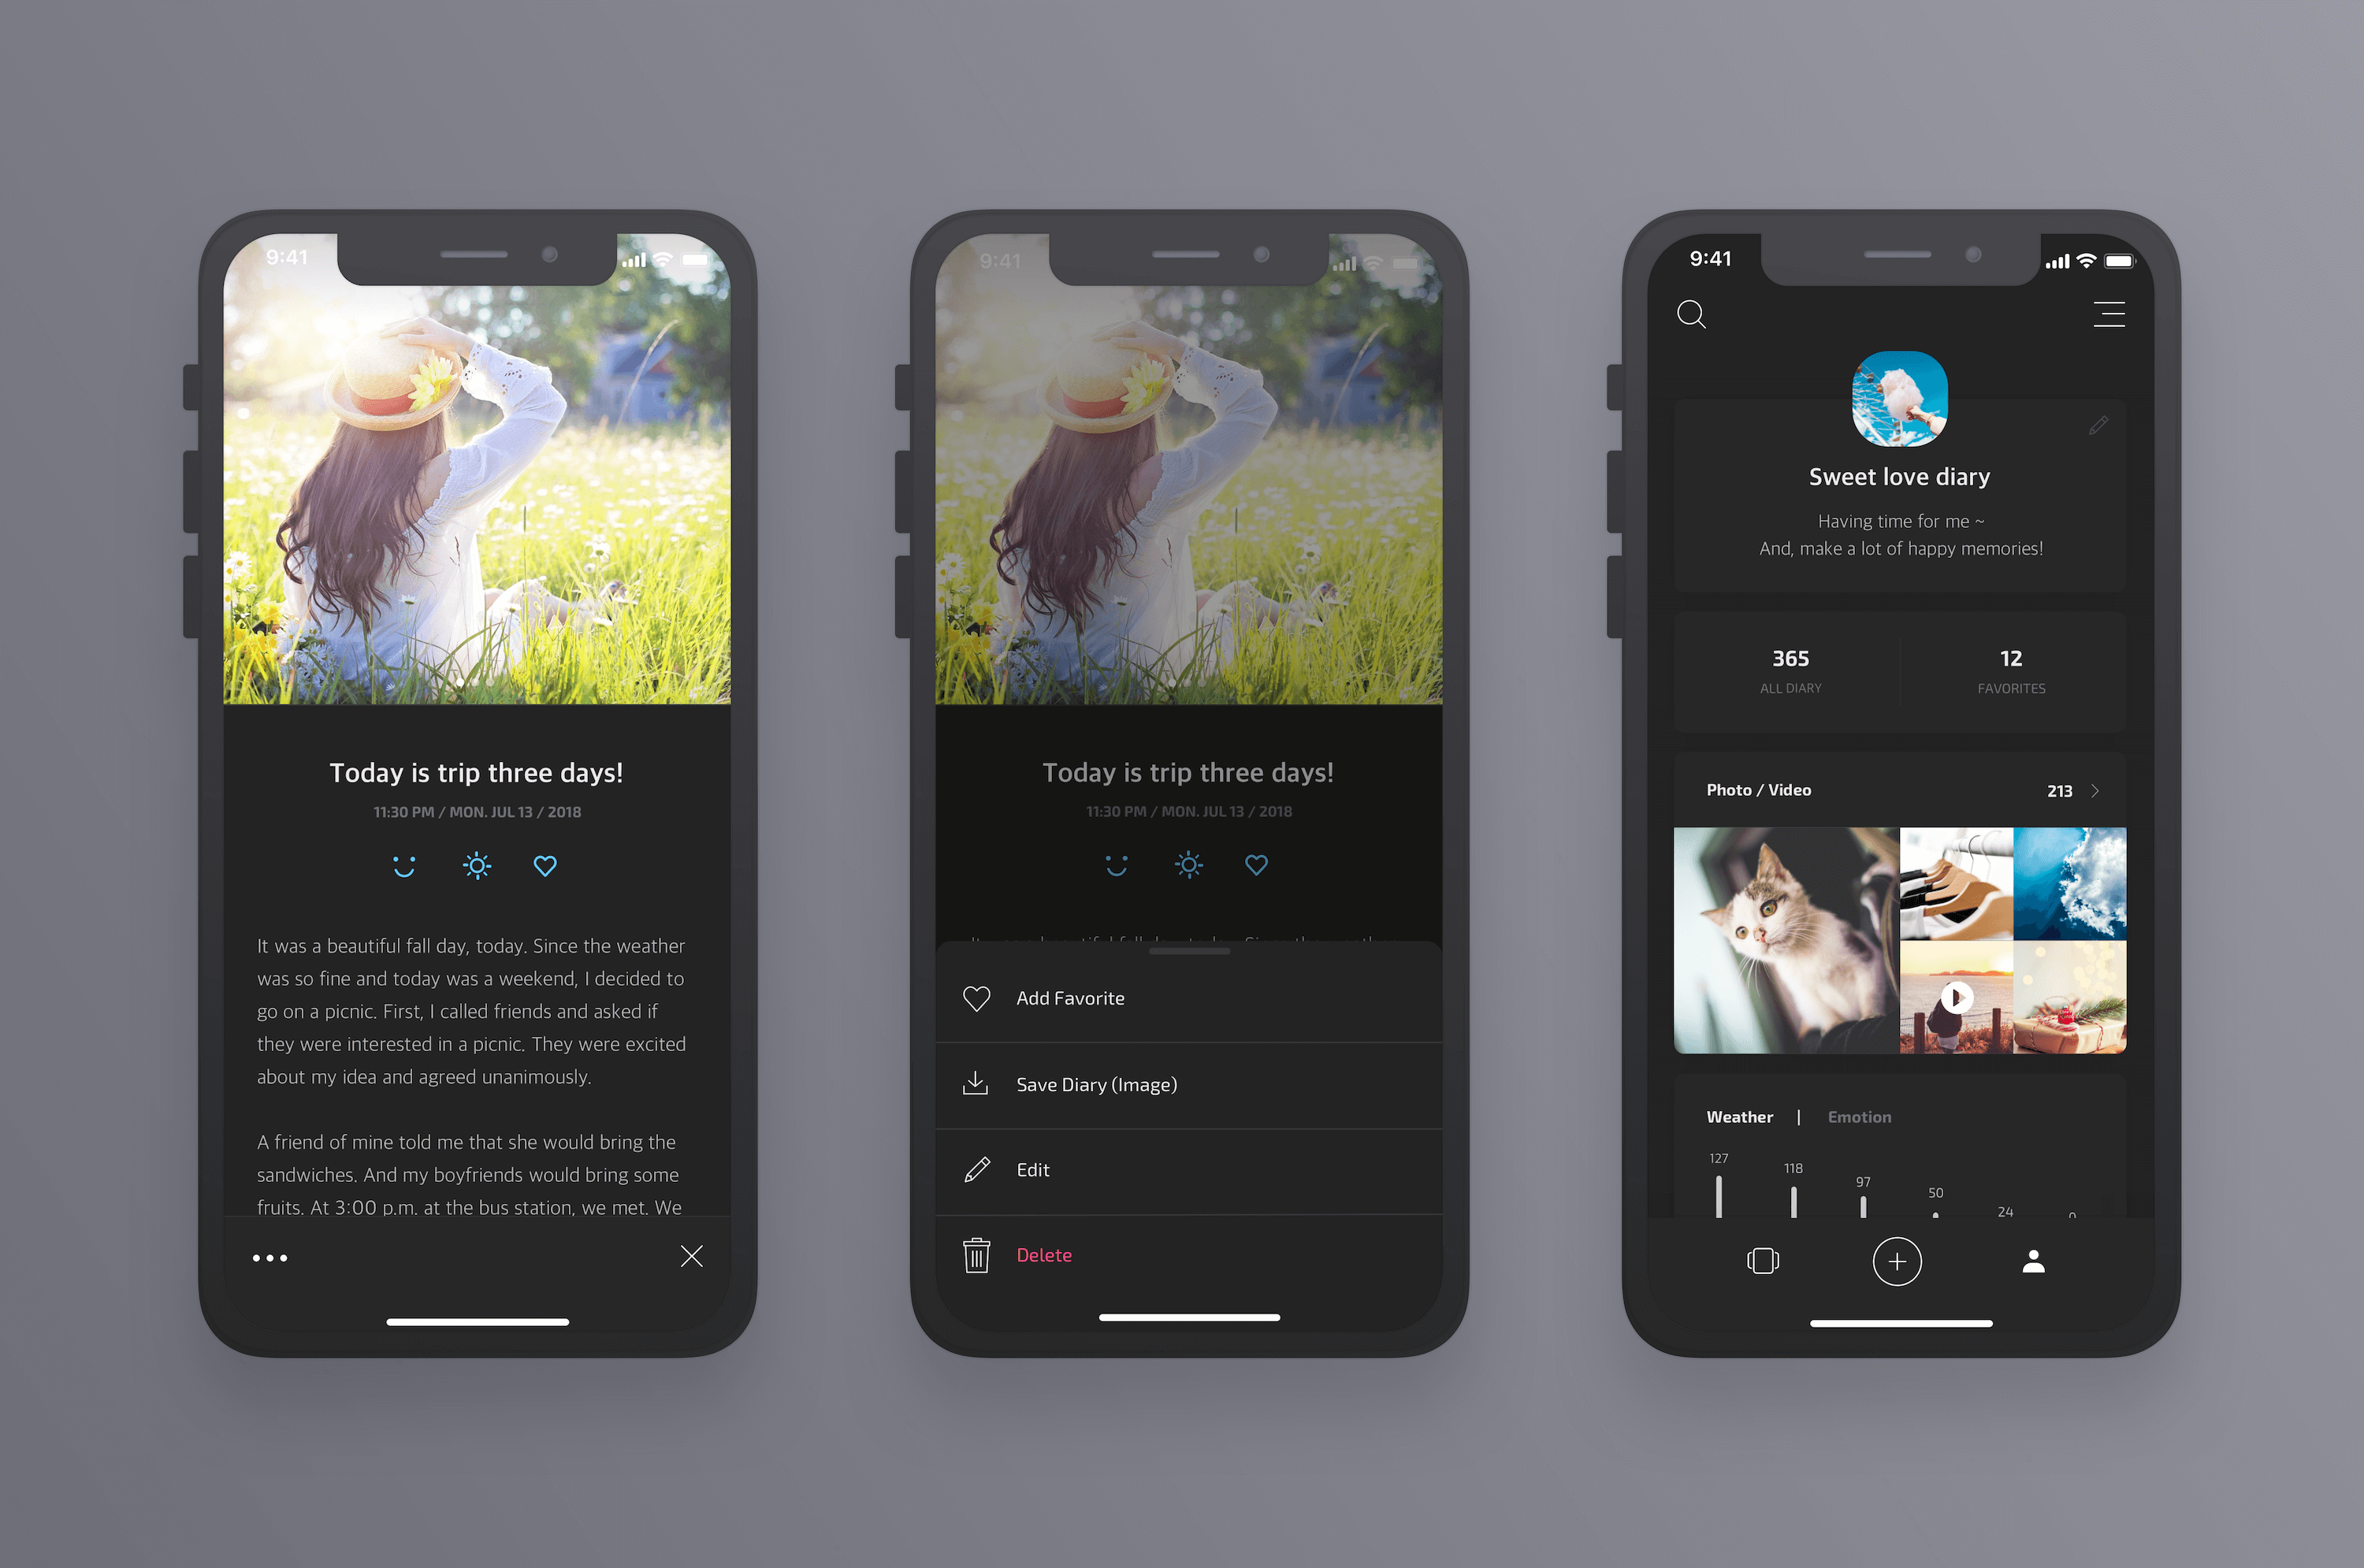 9:41
Today is trip three days!
11:30 PM / MON. JUL 13 / 2018
It was a beautiful fall day, today. Since the weather
was so fine and today was a weekend, I decided to
go on a picnic. First, I called friends and asked if
they were interested in a picnic. They were excited
about my idea and agreed unanimously.
A friend of mine told me that she would bring the
sandwiches. And my boyfriends would bring some
fruits. At 3:00 p.m. at the bus station, we met. We
9:41
Today is trip three days!
11:30 PM / MON. JUL 13 / 2018
Add Favorite
Save Diary (Image)
Edit
Delete
9:41
Sweet love diary
Having time for me ~
And, make a lot of happy memories!
365
12
ALL DIARY
FAVORITES
Photo / Video
213
Weather | Emotion
127
118
97
50
24